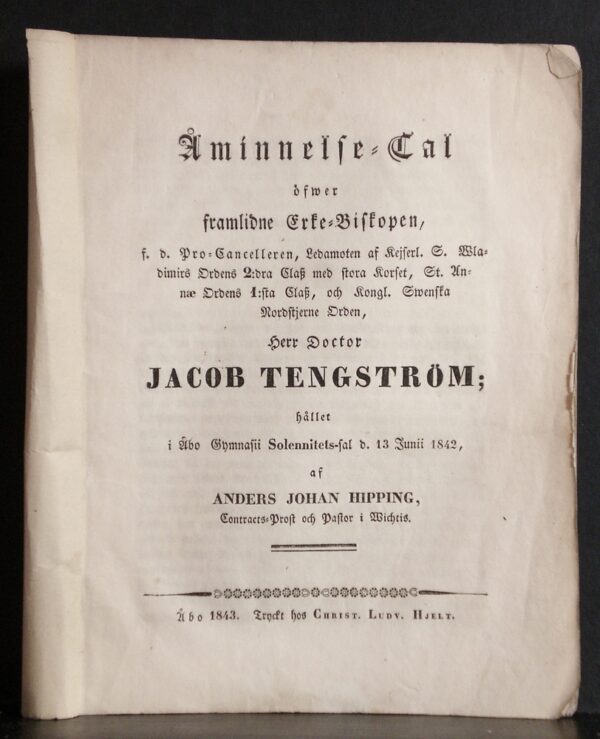 Åminnelse-Tal
öfwer
framlidne Erke-Biskopen,
f. d. Pro-Cancelleren, Ledamoten af Kejserl. S. Wla-
dimirs Ordens 2:dra Claß med stora Korset, St. An-
næ Ordens 1:sta Claß, och Kongl. Swenska
Nordstjerne Orden,
Herr Doctor
JACOB TENGSTRÖM;
hållet
i Åbo Gymnasii Solennitets-sal d. 13 Junii 1842,
af
ANDERS JOHAN HIPPING,
Contracts-Prost och Pastor i Wichtis.
Åbo 1843. Tryckt hos CHRIST. LUDV. HJELT.